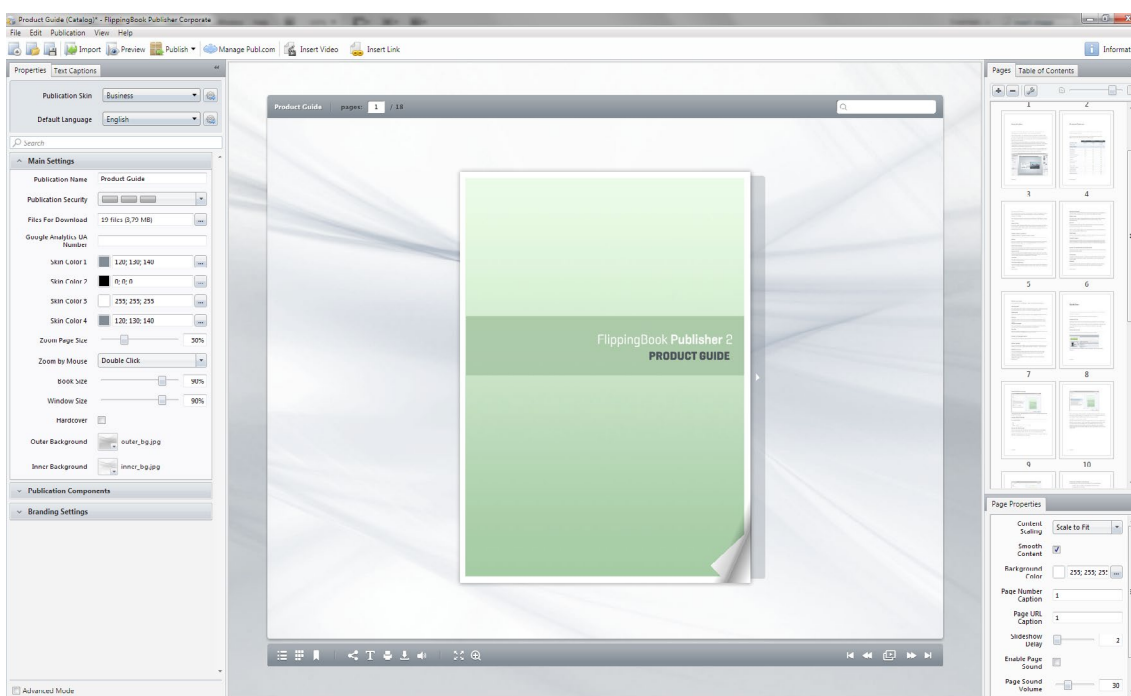 Product Guide (Catalog)* - FlippingBook Publisher Corporate
File Edit Publication View Help
Import Preview Publish Manage Publ.com Insert Video Insert Link Informat
Properties Text Captions
Publication Skin Business
Default Language English
Search
Main Settings
Publication Name Product Guide
Publication Security
Files For Download 19 files (3,79 MB) ...
Google Analytics UA
Number
Skin Color 1 120; 130; 140 ...
Skin Color 2 0; 0; 0 ...
Skin Color 3 255; 255; 255 ...
Skin Color 4 120; 130; 140 ...
Zoom Page Size 30%
Zoom by Mouse Double Click
Book Size 90%
Window Size 90%
Hardcover
Outer Background outer_bg.jpg
Inner Background inner_bg.jpg
Publication Components
Branding Settings
Advanced Mode
Product Guide pages: 1 / 18
FlippingBook Publisher 2
PRODUCT GUIDE
Pages Table of Contents
1 2
3 4
5 6
7 8
9 10
Page Properties
Content
Scaling Scale to Fit
Smooth
Content
Background
Color 255; 255; 255 ...
Page Number
Caption 1
Page URL
Caption 1
Slideshow
Delay 2
Enable Page
Sound
Page Sound
Volume 30